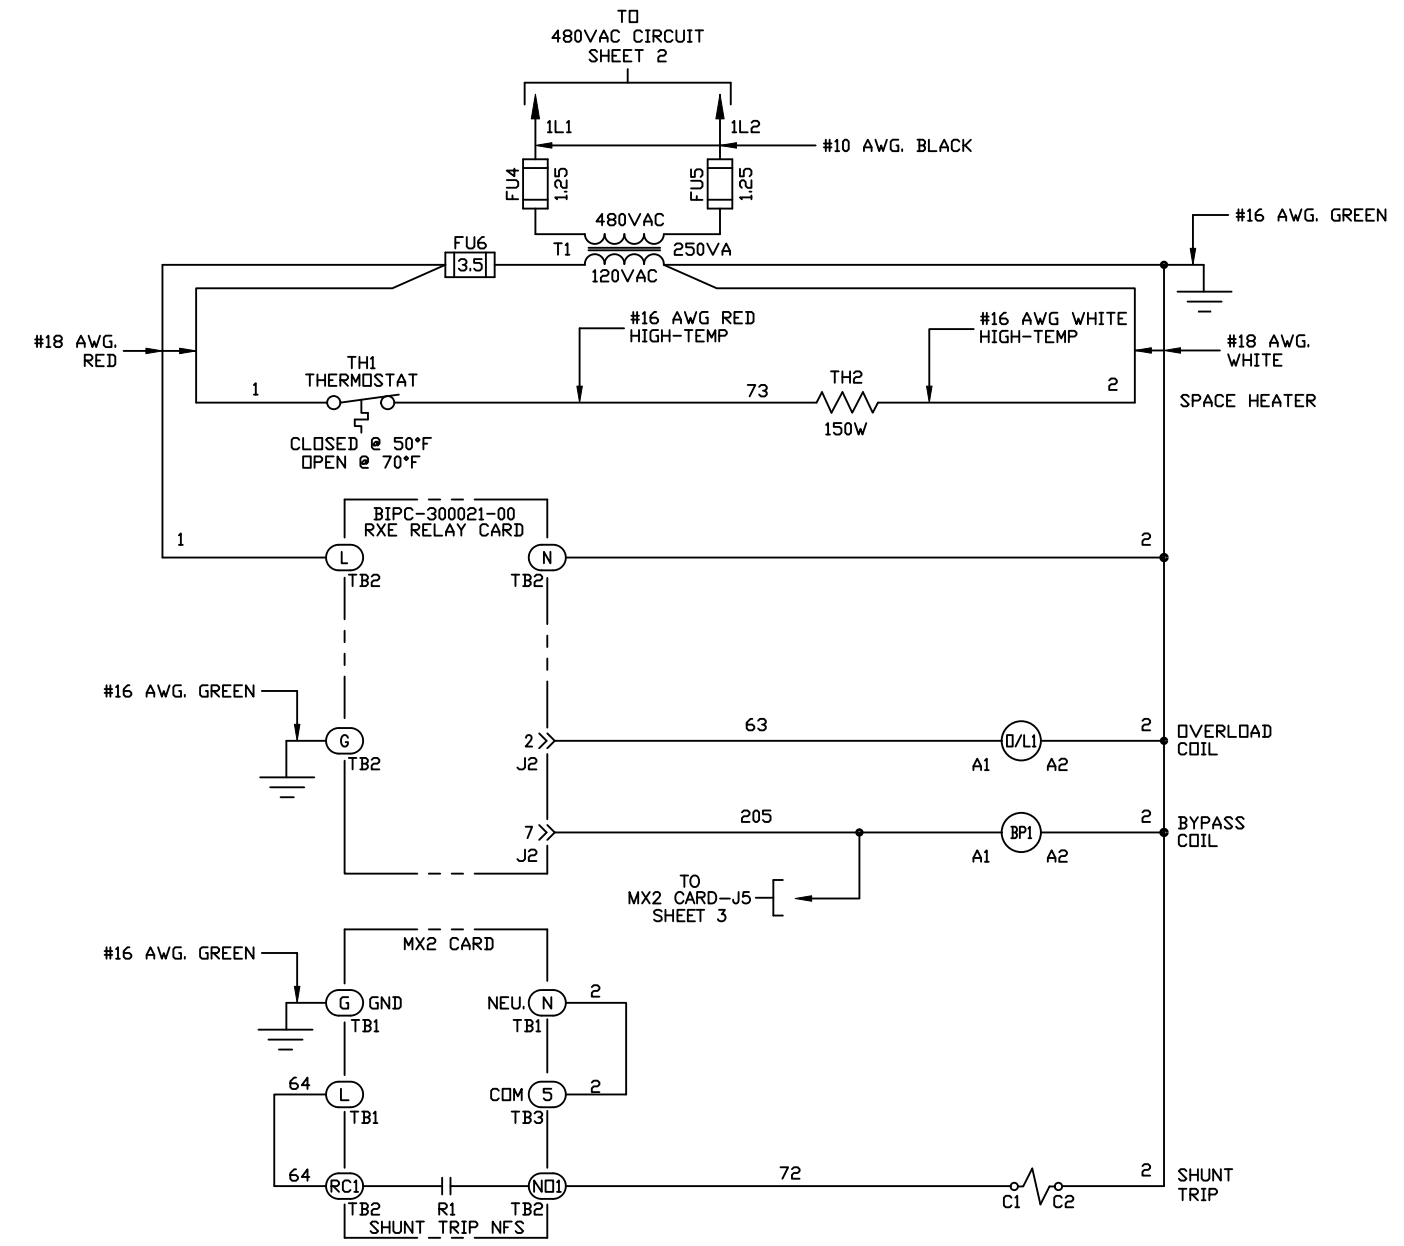 TO
480VAC CIRCUIT
SHEET 2
1L1
1L2
#10 AWG. BLACK
FU4
1.25
FU5
1.25
480VAC
#16 AWG. GREEN
FU6
T1
250VA
3.5
120VAC
#16 AWG RED
HIGH-TEMP
#16 AWG WHITE
HIGH-TEMP
#18 AWG.
RED
#18 AWG.
WHITE
TH1
THERMOSTAT
1
73
TH2
2
SPACE HEATER
150W
CLOSED @ 50°F
OPEN @ 70°F
BIPC-300021-00
RXE RELAY CARD
1
L
N
2
TB2
TB2
#16 AWG. GREEN
63
2
OVERLOAD
COIL
G
2
O/L1
TB2
J2
A1
A2
205
2
BYPASS
COIL
7
BP1
J2
A1
A2
TO
MX2 CARD-J5
SHEET 3
MX2 CARD
#16 AWG. GREEN
G
GND
NEU.
N
2
TB1
TB1
64
L
COM
5
2
TB1
TB3
64
RC1
NO1
72
2
SHUNT
TRIP
TB2
R1
TB2
C1
C2
SHUNT TRIP NFS